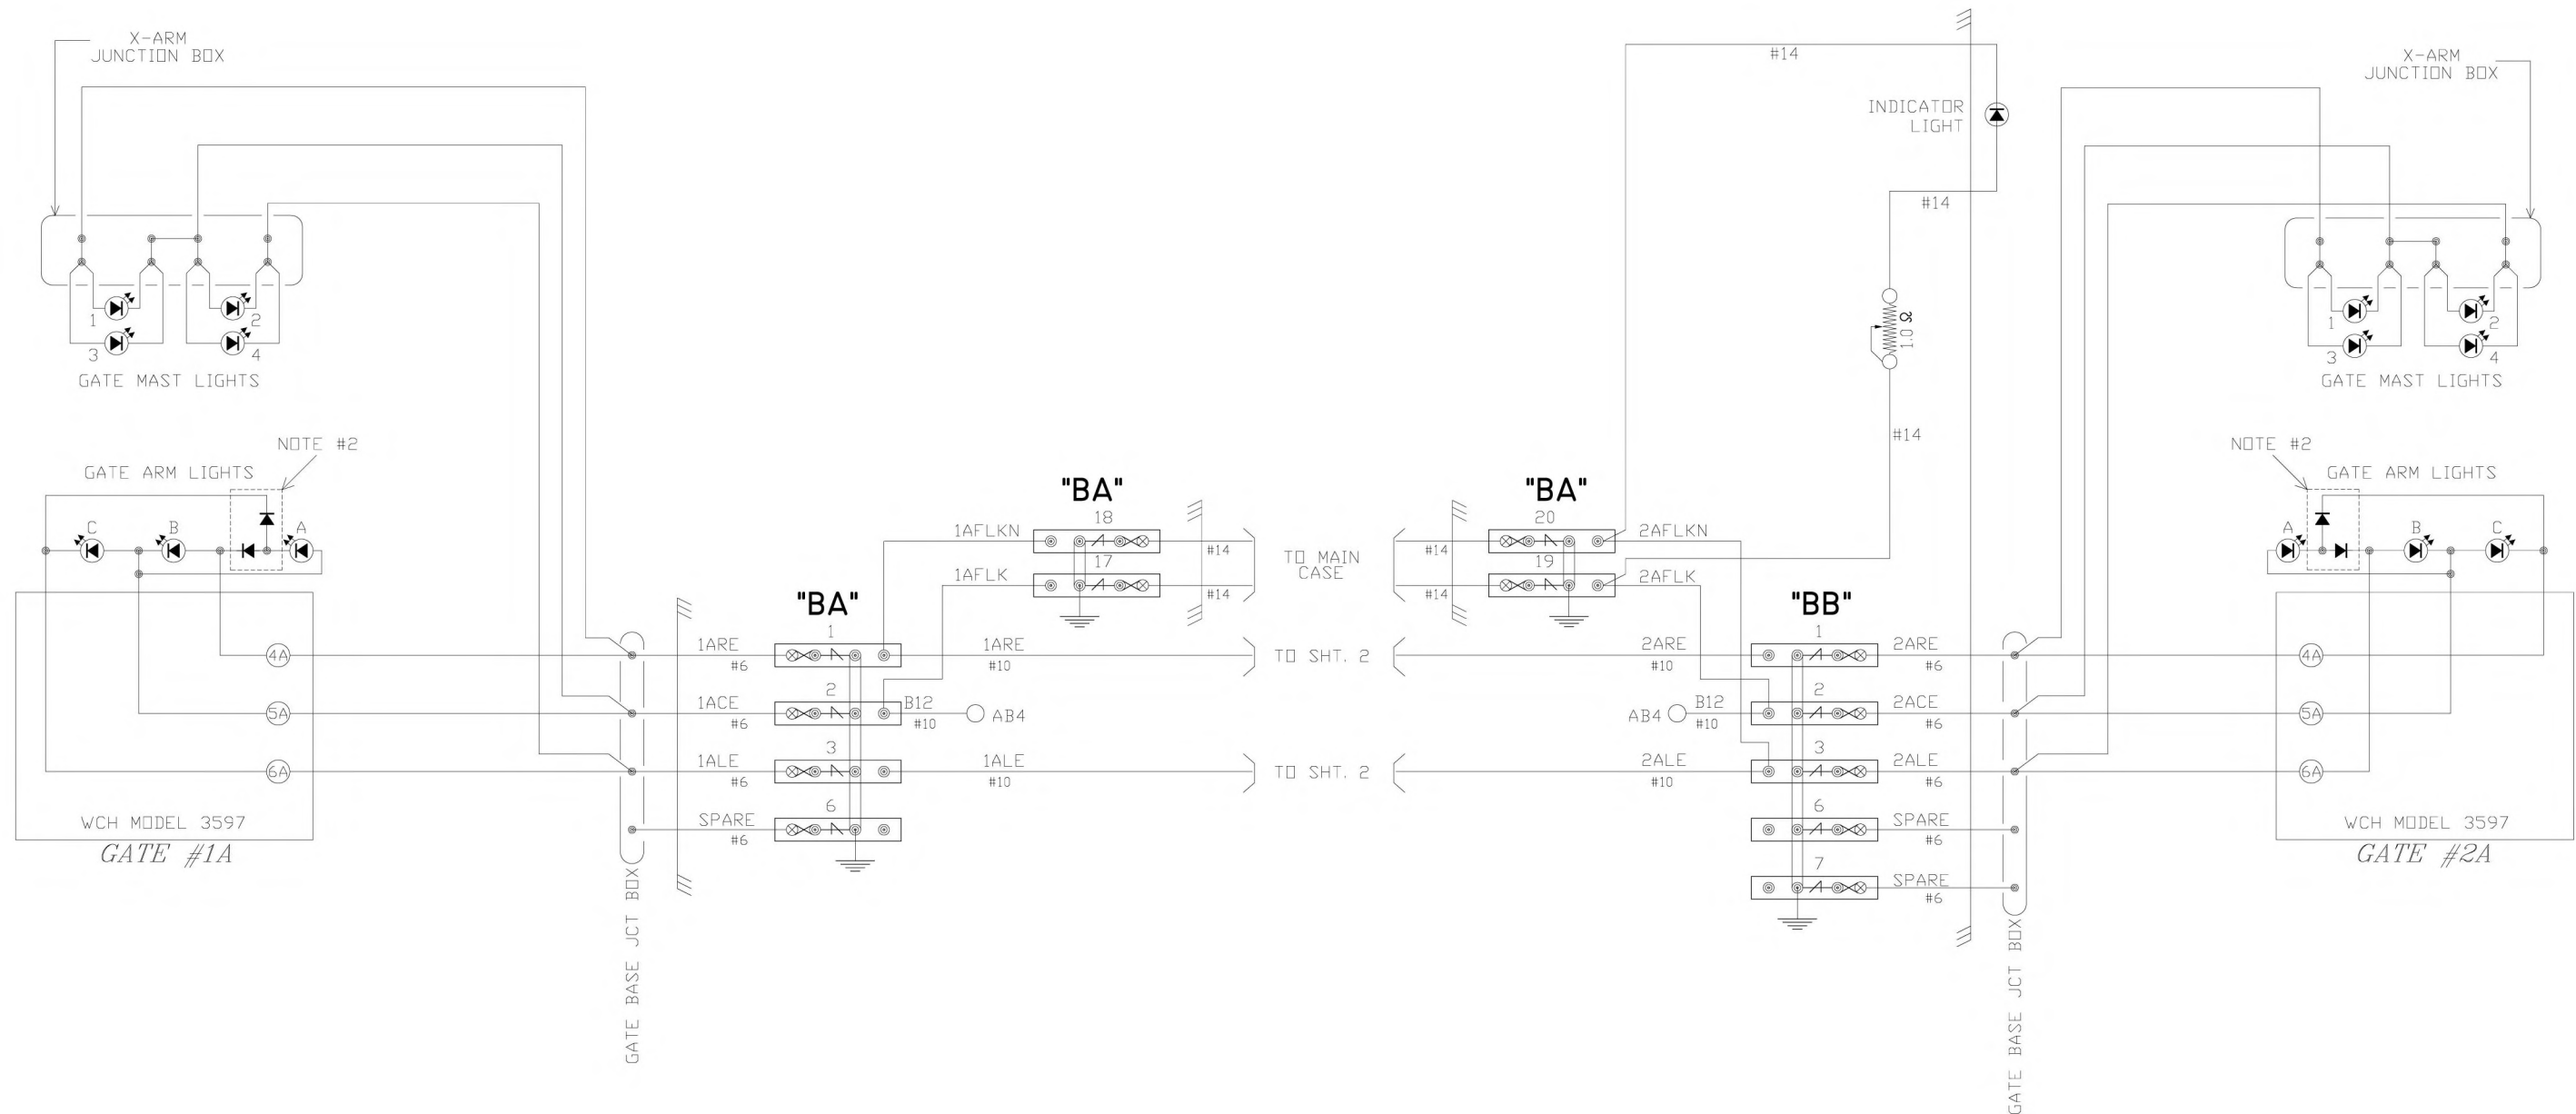 X-ARM
JUNCTION BOX
1
2
3
4
GATE MAST LIGHTS
NOTE #2
GATE ARM LIGHTS
C
B
A
4A
5A
6A
WCH MODEL 3597
GATE #1A
GATE BASE JCT BOX
1ARE
#6
1ACE
#6
1ALE
#6
SPARE
#6
"BA"
1
2
3
6
1AFLKN
1AFLK
1ARE
#10
B12
#10
AB4
1ALE
#10
"BA"
18
17
#14
#14
TO MAIN
CASE
TO SHT. 2
TO SHT. 2
#14
#14
"BA"
20
19
2AFLKN
2AFLK
2ARE
#10
AB4
B12
#10
2ALE
#10
#14
INDICATOR
LIGHT
#14
1.0 Ω
#14
"BB"
1
2
3
6
7
2ARE
#6
2ACE
#6
2ALE
#6
SPARE
#6
SPARE
#6
GATE BASE JCT BOX
X-ARM
JUNCTION BOX
1
2
3
4
GATE MAST LIGHTS
NOTE #2
GATE ARM LIGHTS
A
B
C
4A
5A
6A
WCH MODEL 3597
GATE #2A